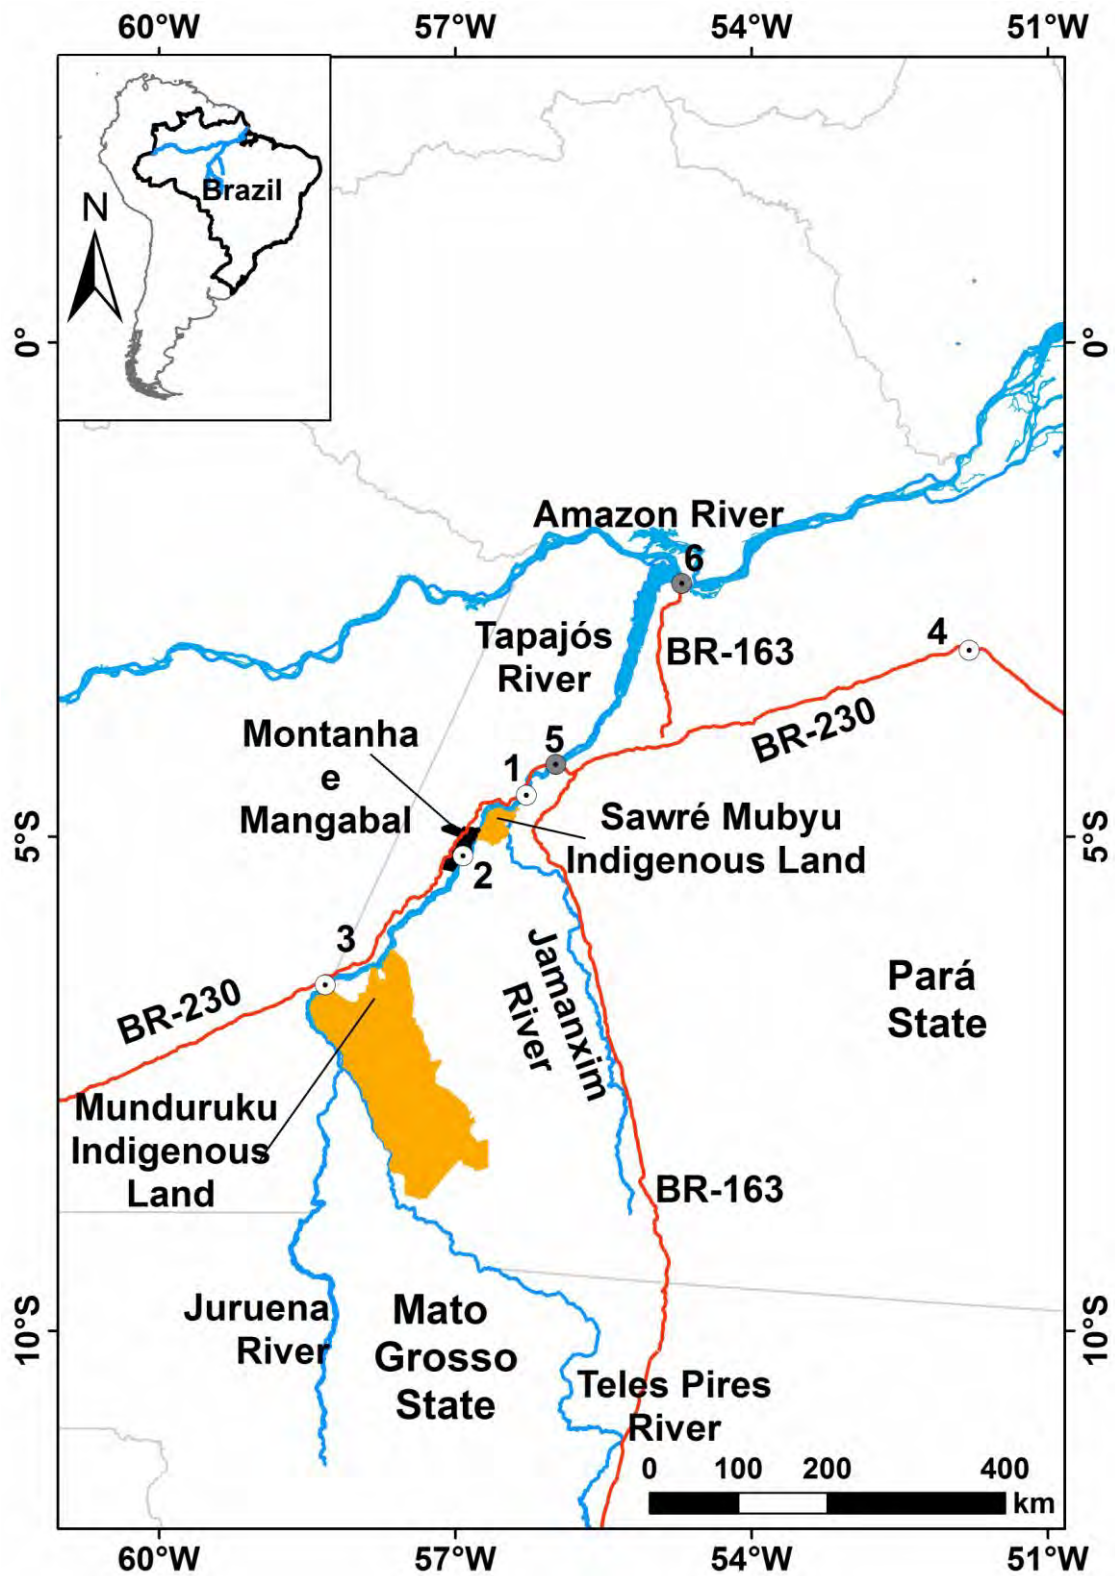 60°W 57°W 54°W 51°W
Brazil
N
0° 0°
Amazon River
6
Tapajós
River
BR-163
4
BR-230
Montanha
e
Mangabal
5
1
Sawré Mubyu
Indigenous Land
5°S 5°S
2
3
Jamanxim
River
Pará
State
BR-230
Munduruku
Indigenous
Land
BR-163
Juruena
River
Mato
Grosso
State
10°S 10°S
Teles Pires
River
0 100 200 400
km
60°W 57°W 54°W 51°W